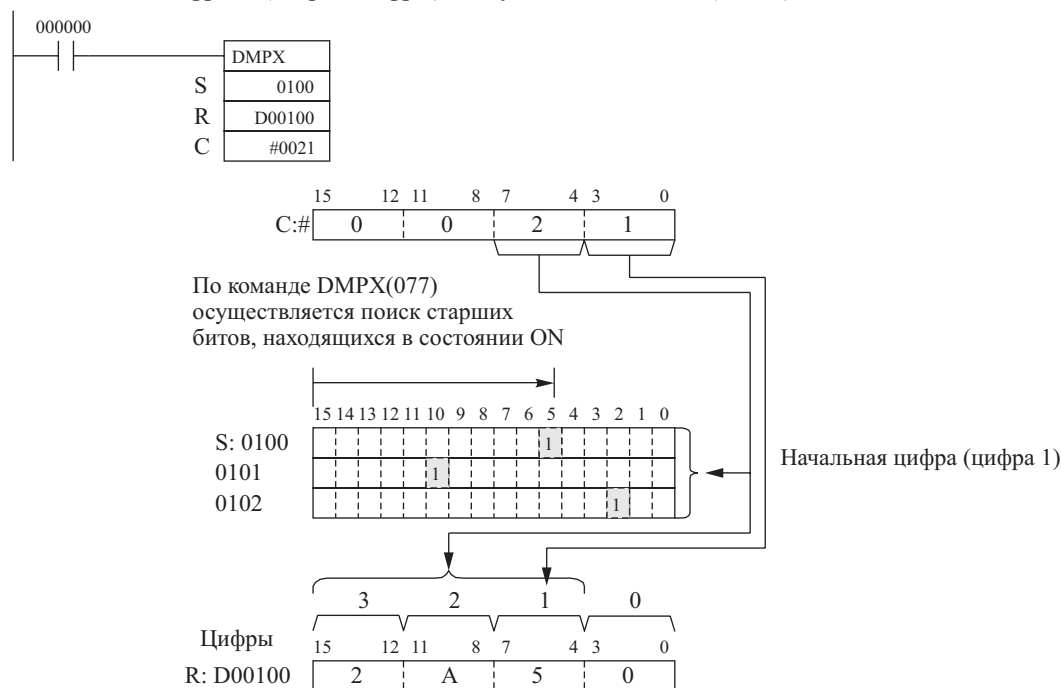 000000
DMPX
S 0100
R D00100
C #0021
15 12 11 8 7 4 3 0
C:# 0 0 2 1
По команде DMPX(077)
осуществляется поиск старших
битов, находящихся в состоянии ON
15 14 13 12 11 10 9 8 7 6 5 4 3 2 1 0
S: 0100 1
0101 1
0102 1
Начальная цифра (цифра 1)
3 2 1 0
Цифры
15 12 11 8 7 4 3 0
R: D00100 2 A 5 0